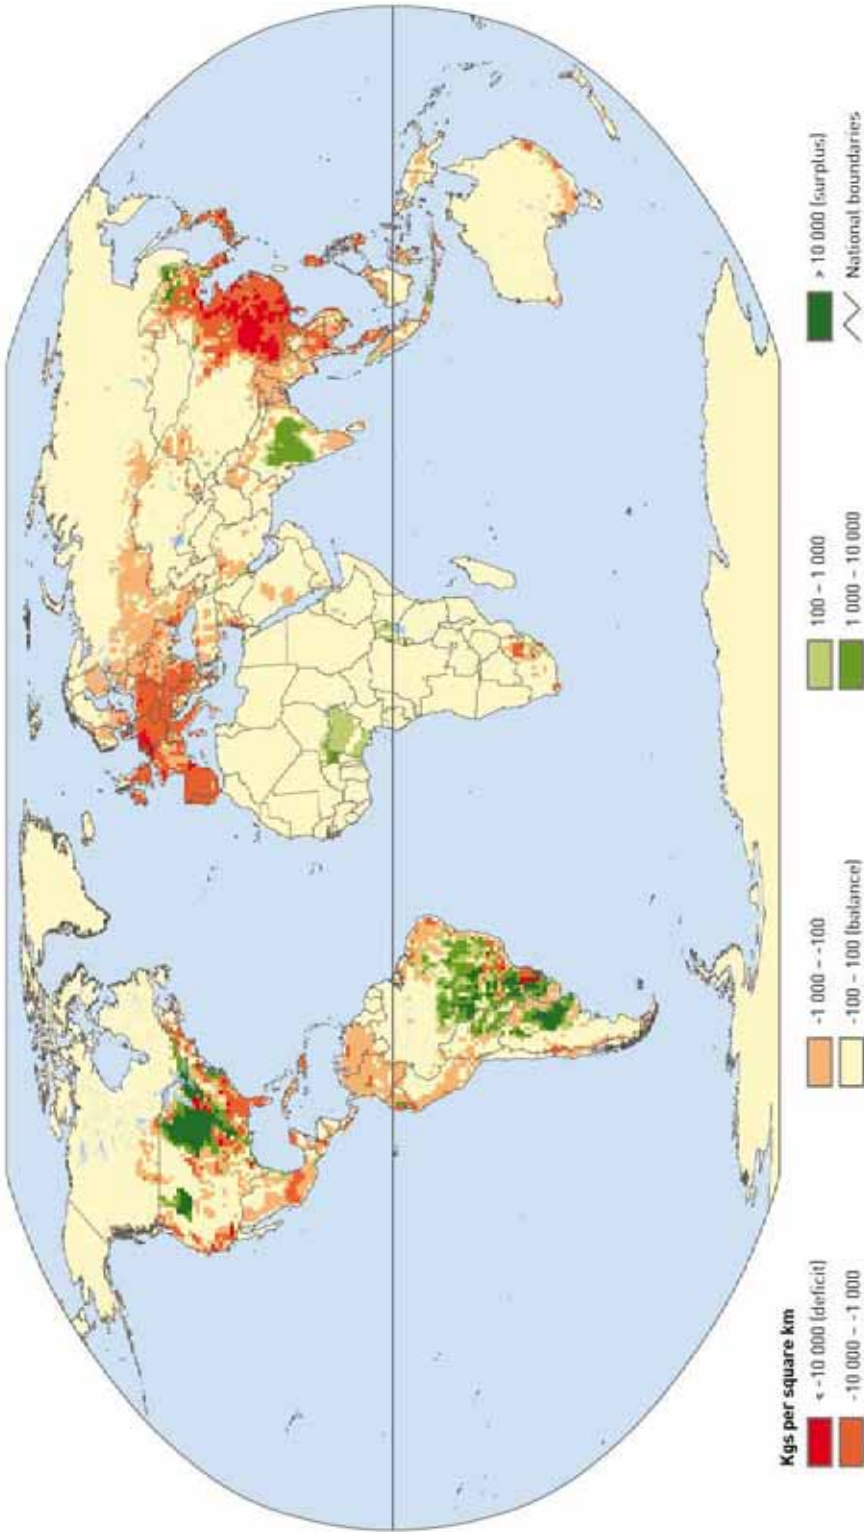 Kgs per square km
< -10 000 (deficit)
-10 000 – -1 000
-1 000 – -100
-100 – 100 (balance)
100 – 1 000
1 000 – 10 000
> 10 000 (surplus)
National boundaries